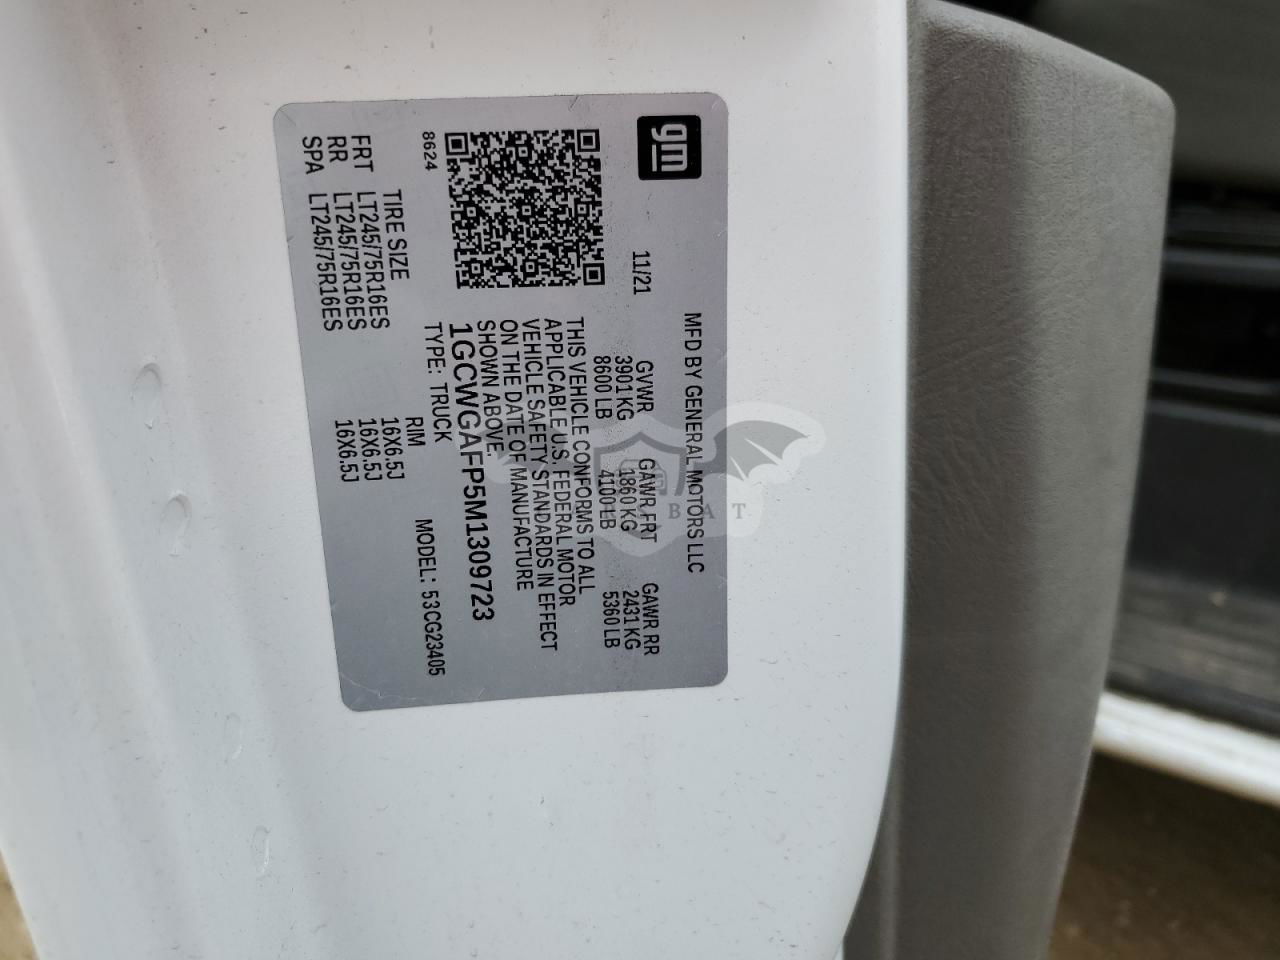 gm
MFD BY GENERAL MOTORS LLC
11/21
GVWR GAWR FRT GAWR RR
3901 KG 1860 KG 2431 KG
8600 LB 4100 LB 5360 LB
THIS VEHICLE CONFORMS TO ALL
APPLICABLE U.S. FEDERAL MOTOR
VEHICLE SAFETY STANDARDS IN EFFECT
ON THE DATE OF MANUFACTURE
SHOWN ABOVE.
1GCWGAFP5M1309723
8624
TYPE: TRUCK MODEL: 53CG23405
TIRE SIZE RIM
FRT LT245/75R16ES 16X6.5J
RR LT245/75R16ES 16X6.5J
SPA LT245/75R16ES 16X6.5J